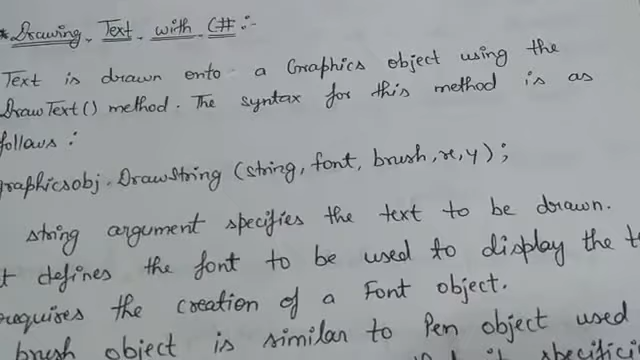 * Drawing Text with C# :-
Text is drawn onto a Graphics object using the
DrawText() method. The syntax for this method is as
follows :
graphicsobj. DrawString (string, font, brush, x, y);
string argument specifies the text to be drawn.
defines the font to be used to display the
requires the creation of a Font object.
brush object is similar to Pen object used